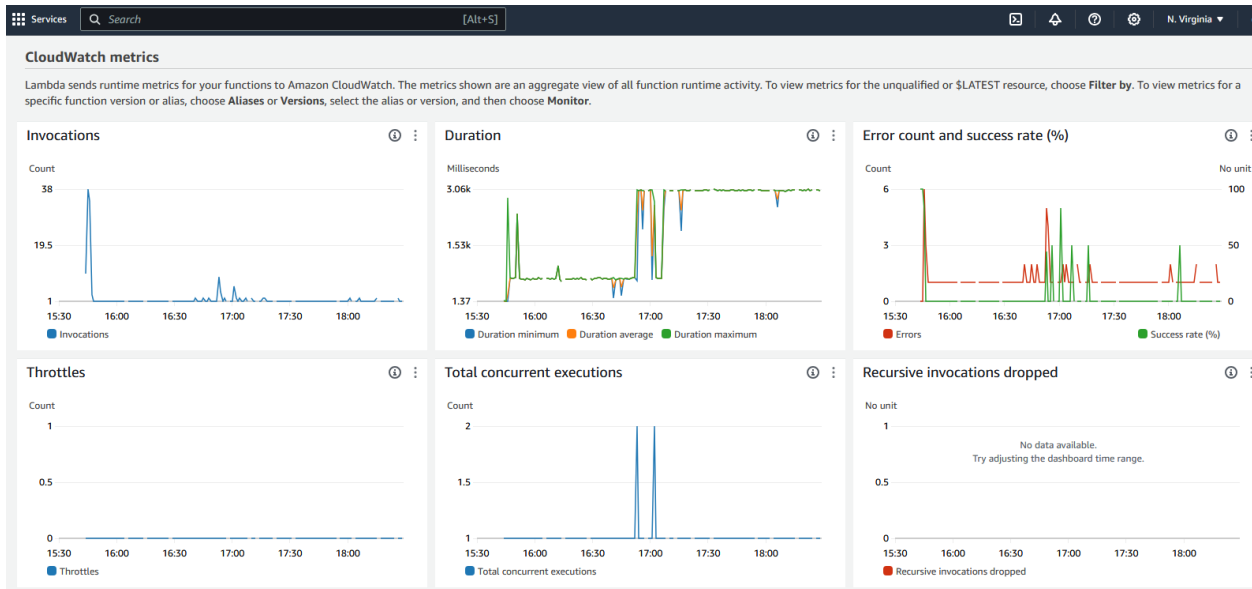 Services
Search
[Alt+S]
N. Virginia
CloudWatch metrics
Lambda sends runtime metrics for your functions to Amazon CloudWatch. The metrics shown are an aggregate view of all function runtime activity. To view metrics for the unqualified or $LATEST resource, choose Filter by. To view metrics for a
specific function version or alias, choose Aliases or Versions, select the alias or version, and then choose Monitor.
Invocations
Count
38
19.5
1
15:30 16:00 16:30 17:00 17:30 18:00
Invocations
Duration
Milliseconds
3.06k
1.53k
1.37
15:30 16:00 16:30 17:00 17:30 18:00
Duration minimum Duration average Duration maximum
Error count and success rate (%)
Count No unit
6 100
3 50
0 0
15:30 16:00 16:30 17:00 17:30 18:00
Errors Success rate (%)
Throttles
Count
1
0.5
0
15:30 16:00 16:30 17:00 17:30 18:00
Throttles
Total concurrent executions
Count
2
1.5
1
15:30 16:00 16:30 17:00 17:30 18:00
Total concurrent executions
Recursive invocations dropped
No unit
1
No data available.
Try adjusting the dashboard time range.
0.5
0
15:30 16:00 16:30 17:00 17:30 18:00
Recursive invocations dropped